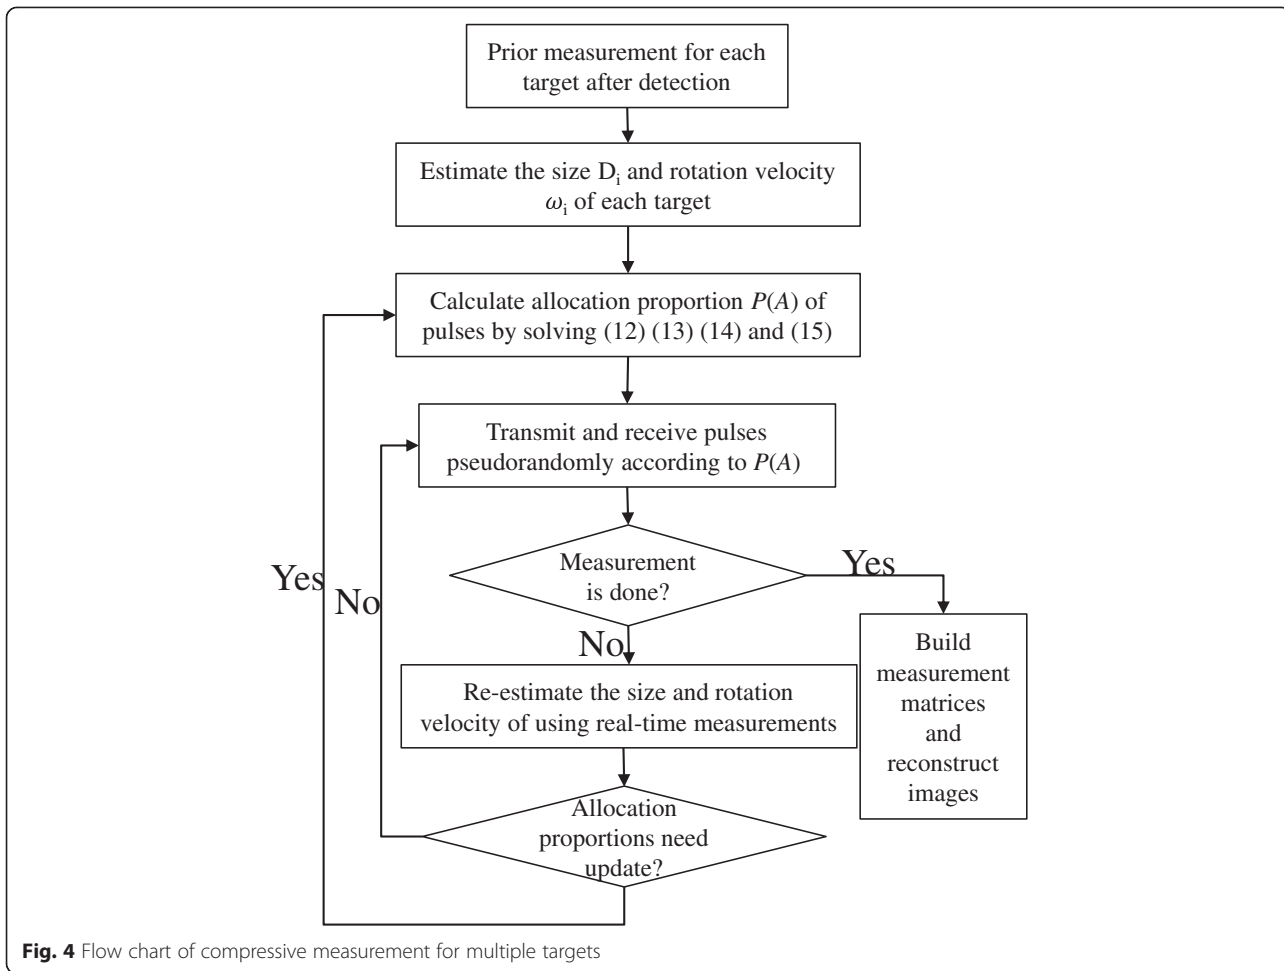 Prior measurement for each
target after detection
Estimate the size Di and rotation velocity
ωi of each target
Calculate allocation proportion P(A) of
pulses by solving (12) (13) (14) and (15)
Transmit and receive pulses
pseudorandomly according to P(A)
Measurement
is done?
Yes
Yes
No
No
Build
measurement
matrices
and
reconstruct
images
Re-estimate the size and rotation
velocity of using real-time measurements
Allocation
proportions need
update?
Fig. 4 Flow chart of compressive measurement for multiple targets